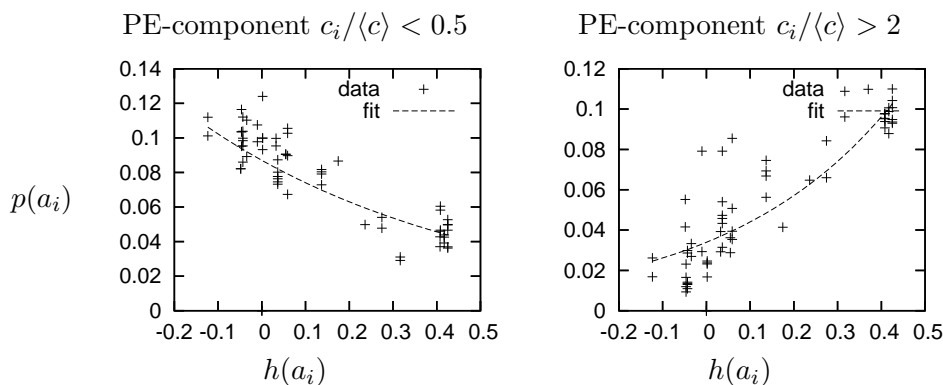 PE-component c_i/⟨c⟩ < 0.5
PE-component c_i/⟨c⟩ > 2
p(a_i)
0.14
0.12
0.1
0.08
0.06
0.04
0.02
0
-0.2 -0.1 0 0.1 0.2 0.3 0.4 0.5
h(a_i)
data
fit
0.12
0.1
0.08
0.06
0.04
0.02
0
-0.2 -0.1 0 0.1 0.2 0.3 0.4 0.5
h(a_i)
data
fit